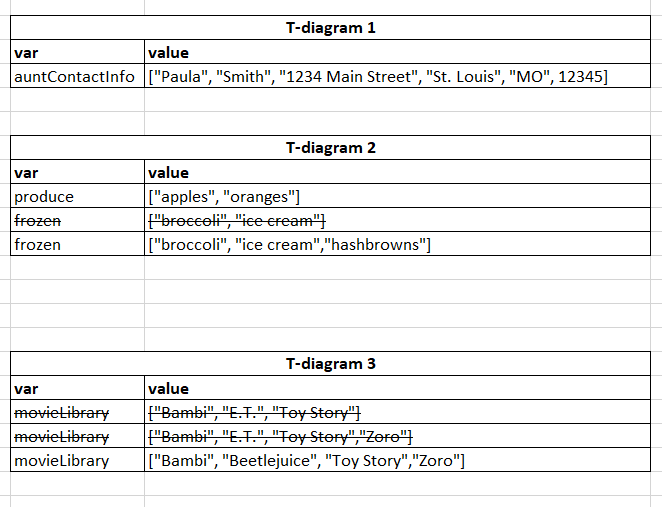 T-diagram 1
var value
auntContactInfo ["Paula", "Smith", "1234 Main Street", "St. Louis", "MO", 12345]
T-diagram 2
var value
produce ["apples", "oranges"]
frozen ["broccoli", "ice cream"]
frozen ["broccoli", "ice cream","hashbrowns"]
T-diagram 3
var value
movieLibrary ["Bambi", "E.T.", "Toy Story"]
movieLibrary ["Bambi", "E.T.", "Toy Story","Zoro"]
movieLibrary ["Bambi", "Beetlejuice", "Toy Story","Zoro"]